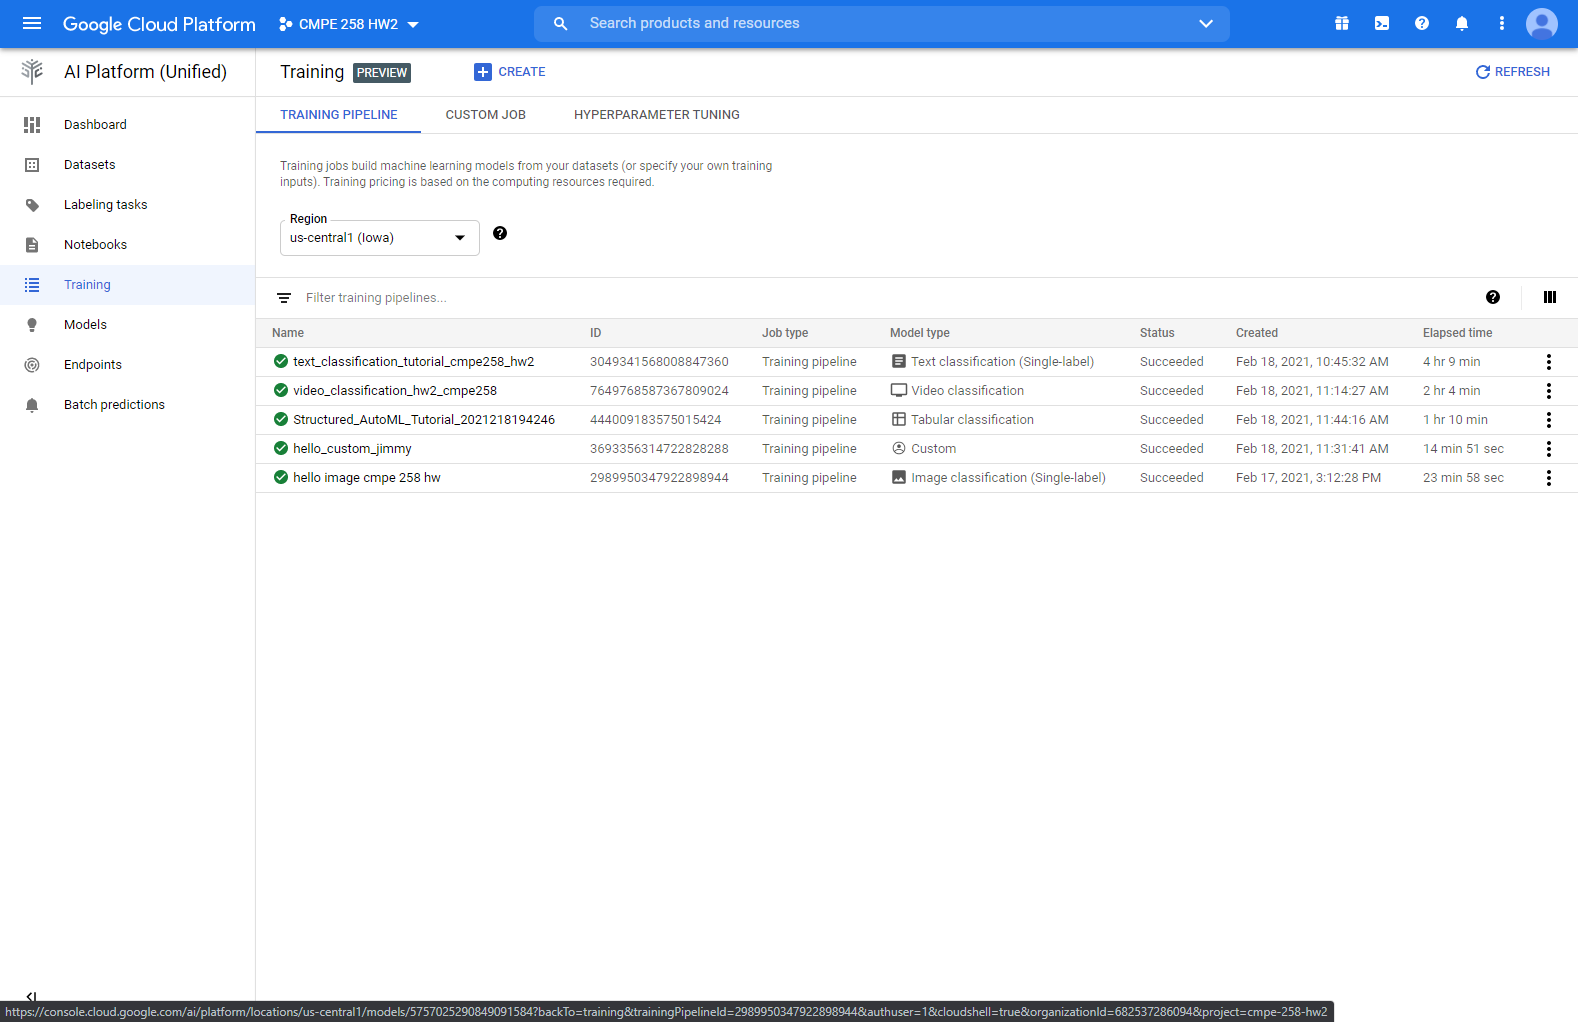 Google Cloud Platform
CMPE 258 HW2
Search products and resources
AI Platform (Unified)
Training
PREVIEW
CREATE
REFRESH
Dashboard
Datasets
Labeling tasks
Notebooks
Training
Models
Endpoints
Batch predictions
TRAINING PIPELINE
CUSTOM JOB
HYPERPARAMETER TUNING
Training jobs build machine learning models from your datasets (or specify your own training
inputs). Training pricing is based on the computing resources required.
Region
us-central1 (Iowa)
Filter training pipelines...
Name ID Job type Model type Status Created Elapsed time
text_classification_tutorial_cmpe258_hw2 3049341568008847360 Training pipeline Text classification (Single-label) Succeeded Feb 18, 2021, 10:45:32 AM 4 hr 9 min
video_classification_hw2_cmpe258 7649768587367809024 Training pipeline Video classification Succeeded Feb 18, 2021, 11:14:27 AM 2 hr 4 min
Structured_AutoML_Tutorial_2021218194246 444009183575015424 Training pipeline Tabular classification Succeeded Feb 18, 2021, 11:44:16 AM 1 hr 10 min
hello_custom_jimmy 3693356314722828288 Training pipeline Custom Succeeded Feb 18, 2021, 11:31:41 AM 14 min 51 sec
hello image cmpe 258 hw 2989950347922898944 Training pipeline Image classification (Single-label) Succeeded Feb 17, 2021, 3:12:28 PM 23 min 58 sec
https://console.cloud.google.com/ai/platform/locations/us-central1/models/5757025290849091584?backTo=training&trainingPipelineId=2989950347922898944&authuser=1&cloudshell=true&organizationId=682537286094&project=cmpe-258-hw2